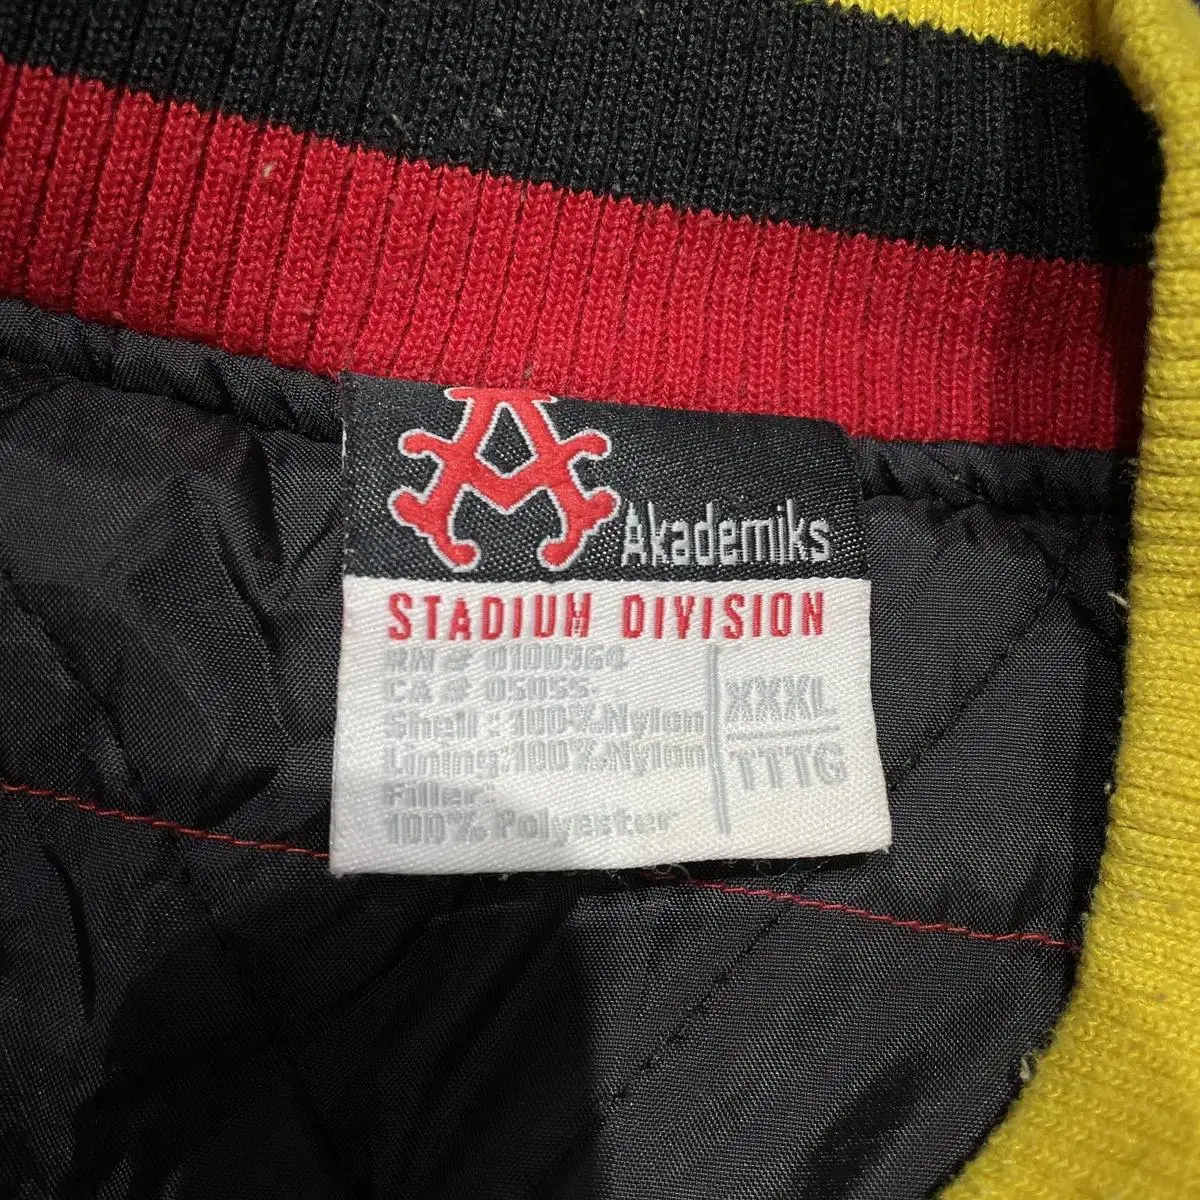 Akademiks
STADIUM DIVISION
RN # 0100964
CA # 05055
Shell : 100% Nylon
Lining: 100% Nylon
Filler:
100% Polyester
XXXL
TTTG